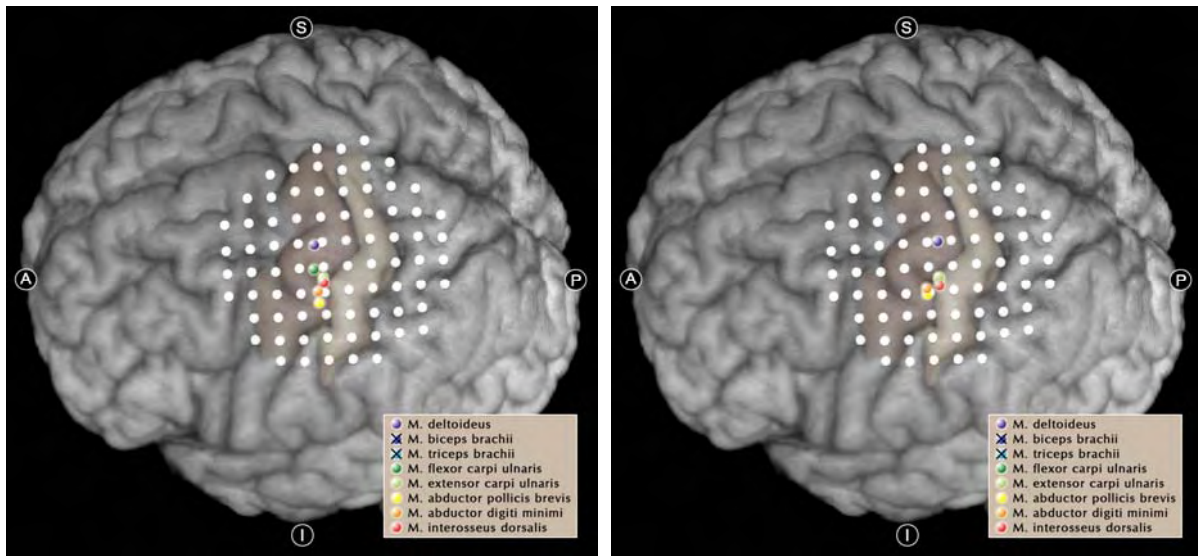 S
A
P
M. deltoideus
M. biceps brachii
M. triceps brachii
M. flexor carpi ulnaris
M. extensor carpi ulnaris
M. abductor pollicis brevis
M. abductor digiti minimi
M. interosseus dorsalis
I
S
A
P
M. deltoideus
M. biceps brachii
M. triceps brachii
M. flexor carpi ulnaris
M. extensor carpi ulnaris
M. abductor pollicis brevis
M. abductor digiti minimi
M. interosseus dorsalis
I